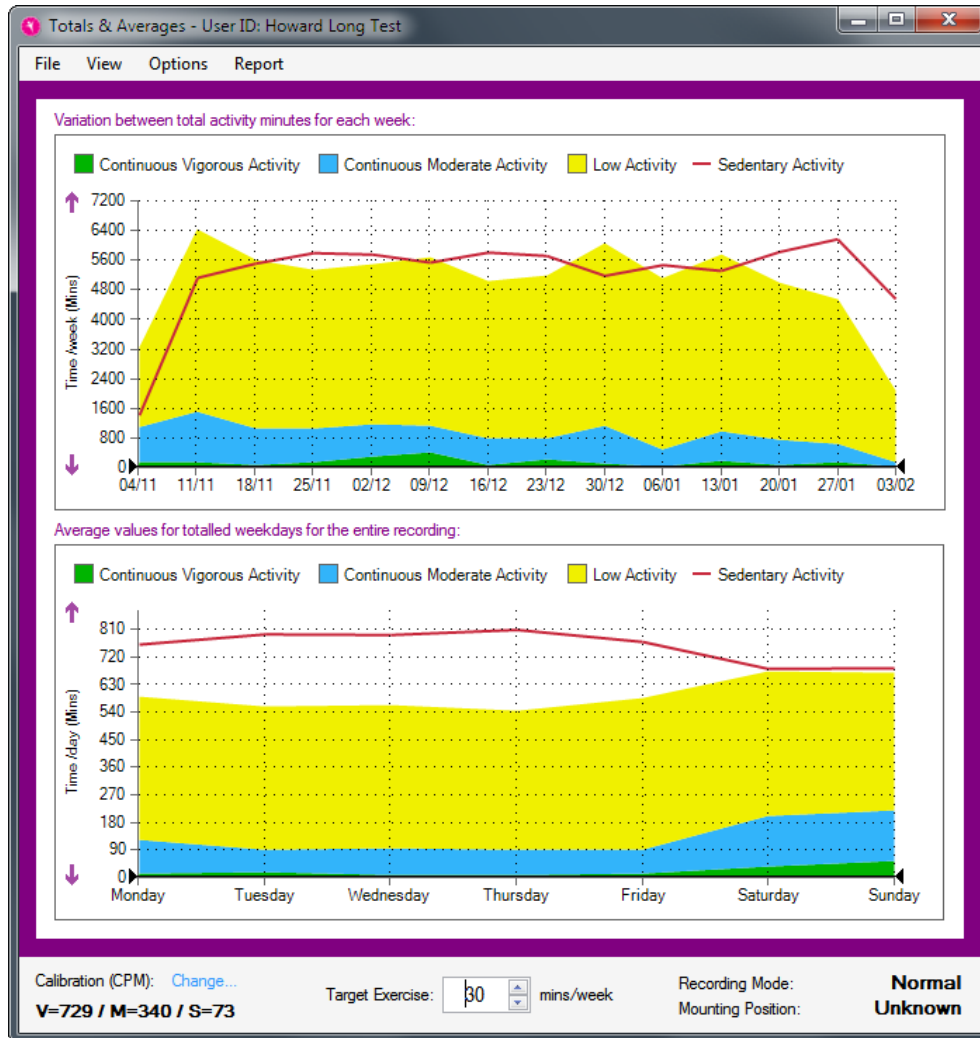 Totals & Averages - User ID: Howard Long Test
File View Options Report
Variation between total activity minutes for each week:
Continuous Vigorous Activity Continuous Moderate Activity Low Activity Sedentary Activity
7200
6400
5600
4800
4000
3200
2400
1600
800
0
Time /week (Mins)
04/11 11/11 18/11 25/11 02/12 09/12 16/12 23/12 30/12 06/01 13/01 20/01 27/01 03/02
Average values for totalled weekdays for the entire recording:
Continuous Vigorous Activity Continuous Moderate Activity Low Activity Sedentary Activity
810
720
630
540
450
360
270
180
90
0
Time /day (Mins)
Monday Tuesday Wednesday Thursday Friday Saturday Sunday
Calibration (CPM): Change...
V=729 / M=340 / S=73
Target Exercise: 30 mins/week
Recording Mode: Normal
Mounting Position: Unknown